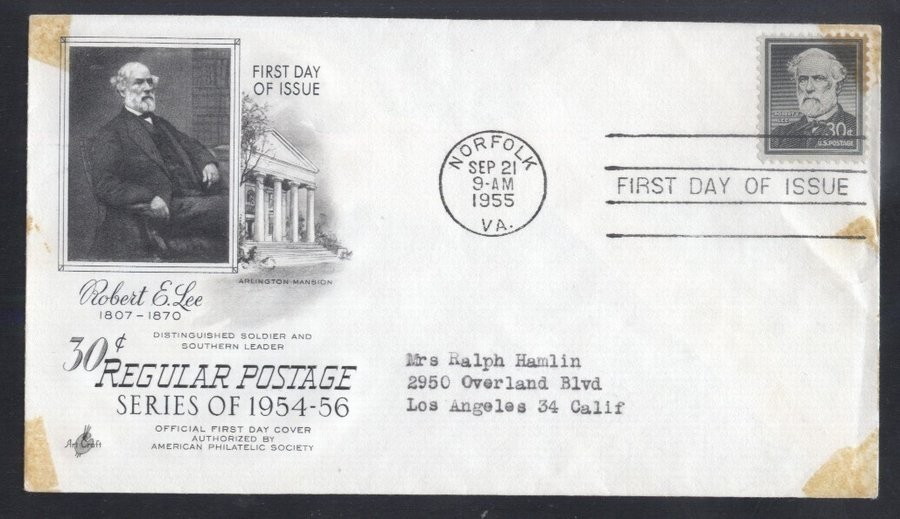 FIRST DAY
OF ISSUE
ARLINGTON MANSION
Robert E. Lee
1807-1870
DISTINGUISHED SOLDIER AND
SOUTHERN LEADER
30¢
REGULAR POSTAGE
SERIES OF 1954-56
OFFICIAL FIRST DAY COVER
AUTHORIZED BY
AMERICAN PHILATELIC SOCIETY
Art Craft
NORFOLK
SEP 21
9-AM
1955
VA.
ROBERT E.
LEE
30¢
U.S. POSTAGE
FIRST DAY OF ISSUE
Mrs Ralph Hamlin
2950 Overland Blvd
Los Angeles 34 Calif